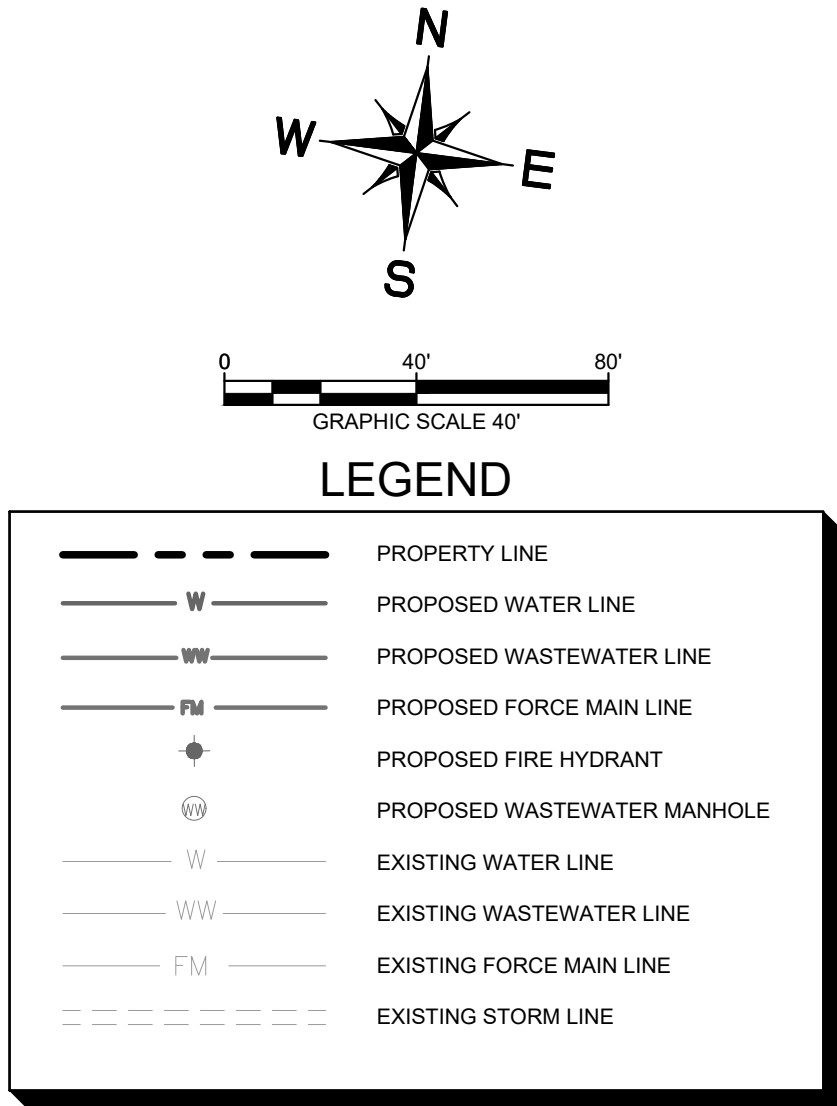 N
W
E
S
0 40' 80'
GRAPHIC SCALE 40'
LEGEND
PROPERTY LINE
W PROPOSED WATER LINE
WW PROPOSED WASTEWATER LINE
FM PROPOSED FORCE MAIN LINE
PROPOSED FIRE HYDRANT
WW PROPOSED WASTEWATER MANHOLE
W EXISTING WATER LINE
WW EXISTING WASTEWATER LINE
FM EXISTING FORCE MAIN LINE
EXISTING STORM LINE